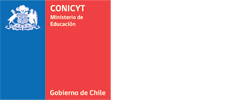 CONICYT
Ministerio de
Educación
Gobierno de Chile